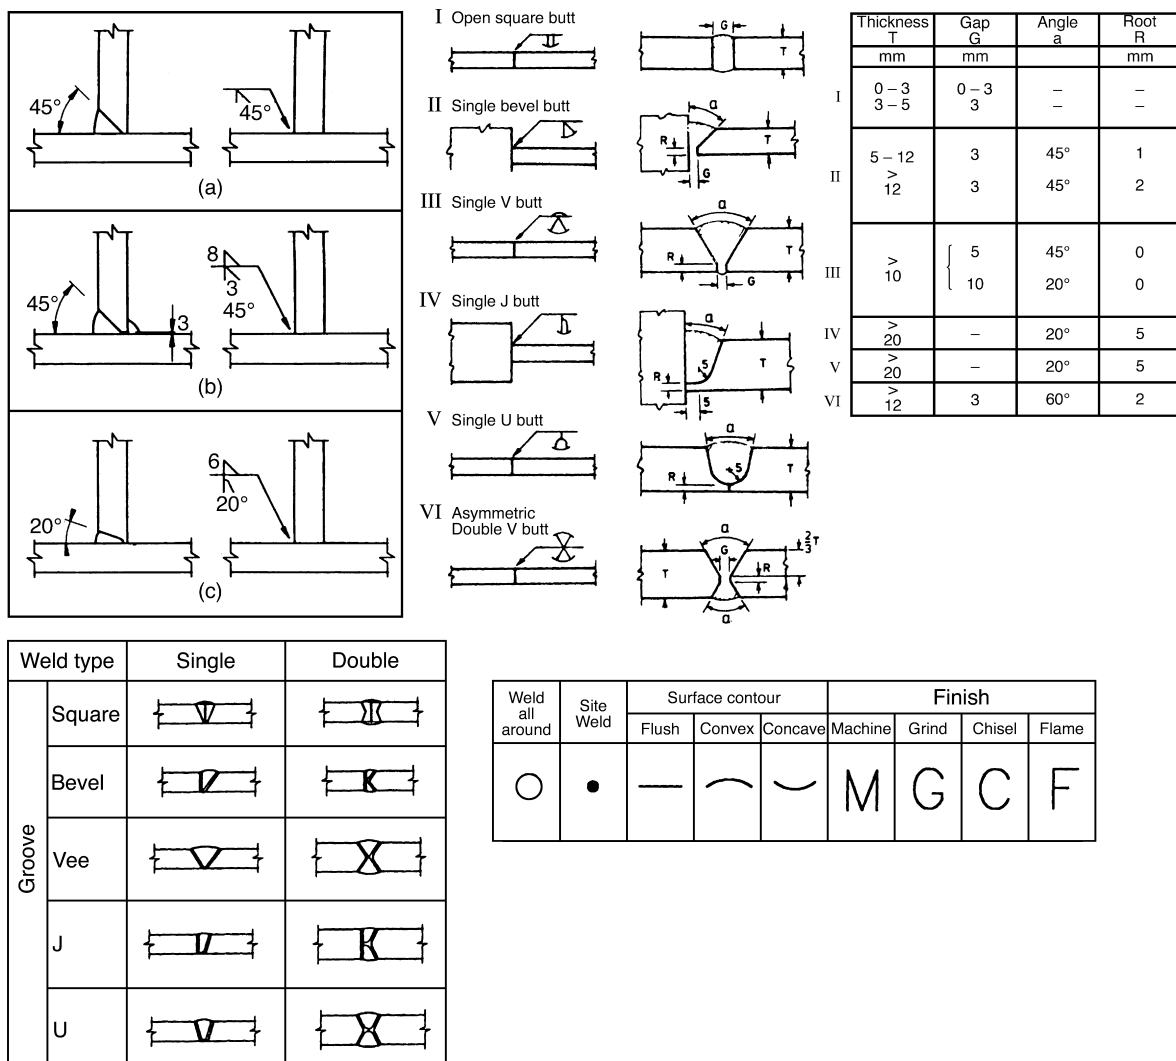 45°
45°
(a)
8
3
45°
45°
3
(b)
6
20°
20°
(c)
I Open square butt
G
T
II Single bevel butt
a
R
T
G
III Single V butt
a
R
T
G
IV Single J butt
a
5
R
T
5
V Single U butt
a
R
5
T
VI Asymmetric
Double V butt
a
G
2/3 T
T
R
a
Thickness Gap Angle Root
T G a R
mm mm mm
I 0 – 3 0 – 3 – –
3 – 5 3 – –
II 5 – 12 3 45° 1
>
12 3 45° 2
III > 5 45° 0
10 10 20° 0
IV > – 20° 5
20
V > – 20° 5
20
VI > 3 60° 2
12
Weld type Single Double
Groove
Square
Bevel
Vee
J
U
Weld all around
Site Weld
Surface contour
Finish
Flush Convex Concave Machine Grind Chisel Flame
M G C F